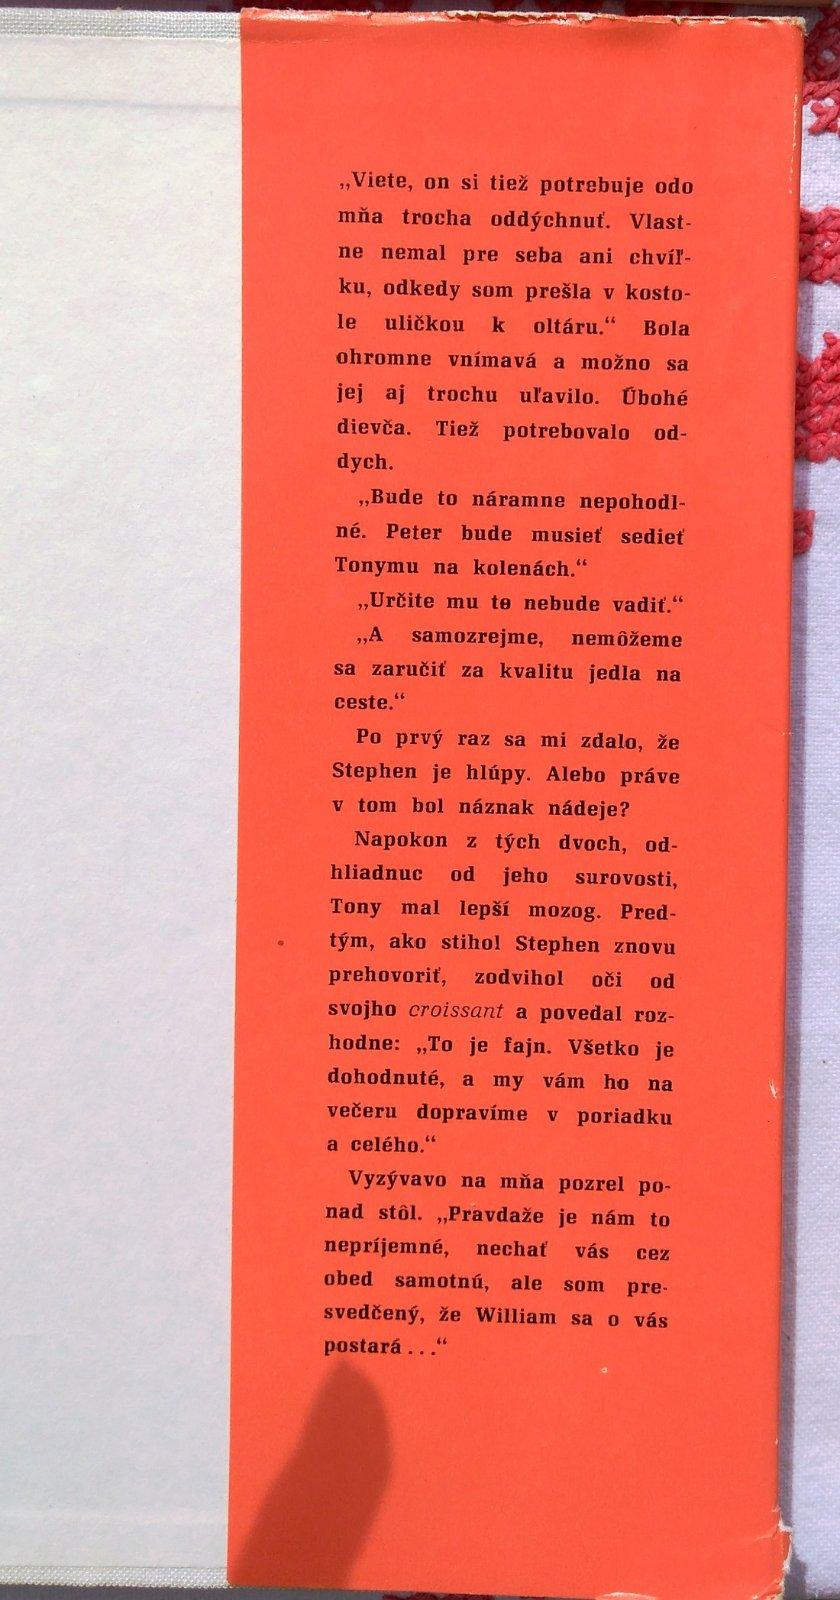 „Viete, on si tiež potrebuje odo
mňa trocha oddýchnuť. Vlast-
ne nemal pre seba ani chvíľ-
ku, odkedy som prešla v kosto-
le uličkou k oltáru.“ Bola
ohromne vnímavá a možno sa
jej aj trochu uľavilo. Úbohé
dievča. Tiež potrebovalo od-
dych.
„Bude to náramne nepohodl-
né. Peter bude musieť sedieť
Tonymu na kolenách.“
„Určite mu to nebude vadiť.“
„A samozrejme, nemôžeme
sa zaručiť za kvalitu jedla na
ceste.“
Po prvý raz sa mi zdalo, že
Stephen je hlúpy. Alebo práve
v tom bol náznak nádeje?
Napokon z tých dvoch, od-
hliadnuc od jeho surovosti,
Tony mal lepší mozog. Pred-
tým, ako stihol Stephen znovu
prehovoriť, zodvihol oči od
svojho croissant a povedal roz-
hodne: „To je fajn. Všetko je
dohodnuté, a my vám ho na
večeru dopravíme v poriadku
a celého.“
Vyzývavo na mňa pozrel po-
nad stôl. „Pravdaže je nám to
nepríjemné, nechať vás cez
obed samotnú, ale som pre-
svedčený, že William sa o vás
postará...“